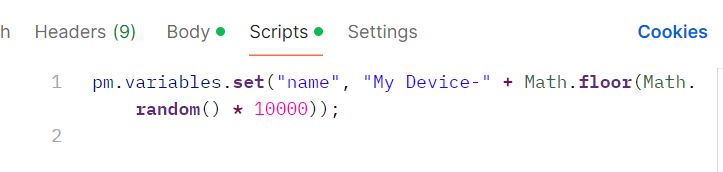 h Headers (9) Body Scripts Settings Cookies
1 pm.variables.set("name", "My Device-" + Math.floor(Math.
random() * 10000));
2